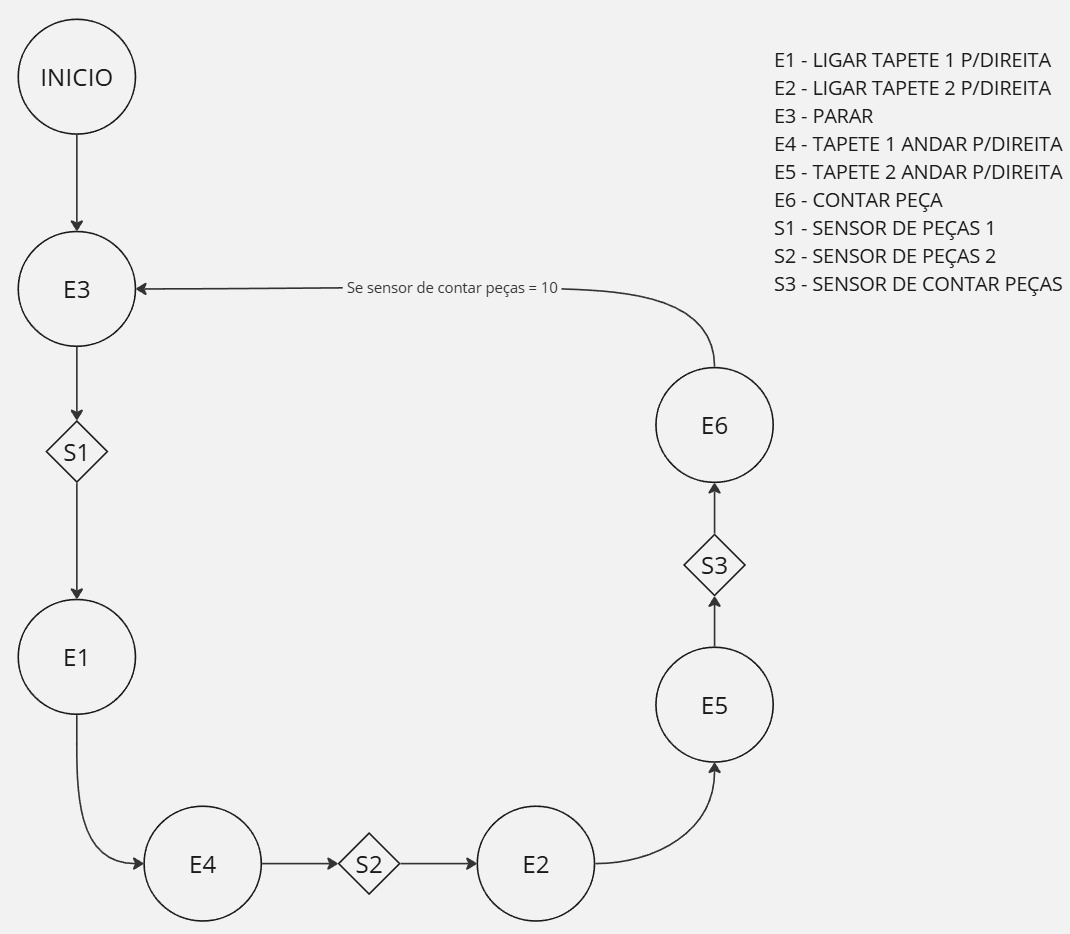 INICIO
E1 - LIGAR TAPETE 1 P/DIREITA
E2 - LIGAR TAPETE 2 P/DIREITA
E3 - PARAR
E4 - TAPETE 1 ANDAR P/DIREITA
E5 - TAPETE 2 ANDAR P/DIREITA
E6 - CONTAR PEÇA
S1 - SENSOR DE PEÇAS 1
S2 - SENSOR DE PEÇAS 2
S3 - SENSOR DE CONTAR PEÇAS
E3
Se sensor de contar peças = 10
E6
S1
S3
E1
E5
E4
S2
E2